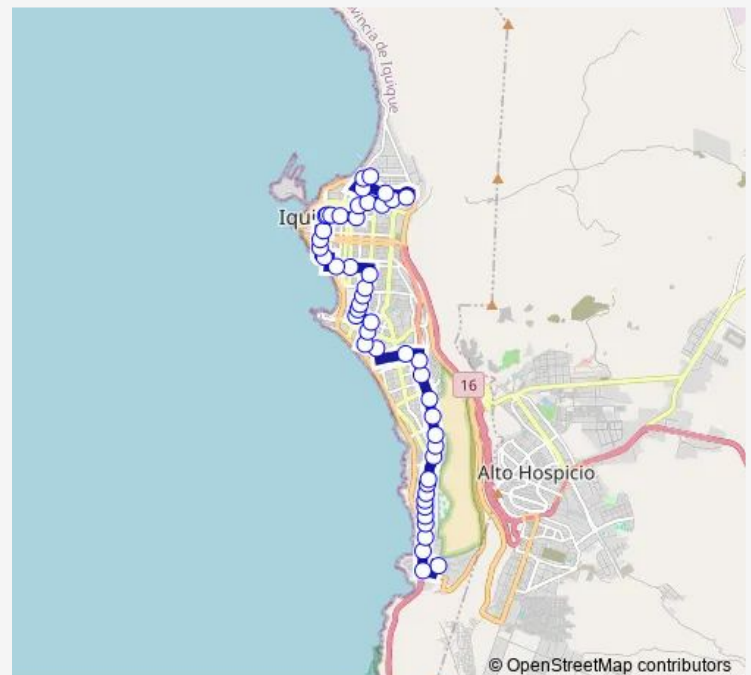 vincia de Iquique
Iqui
16
Alto Hospicio
© OpenStreetMap contributors